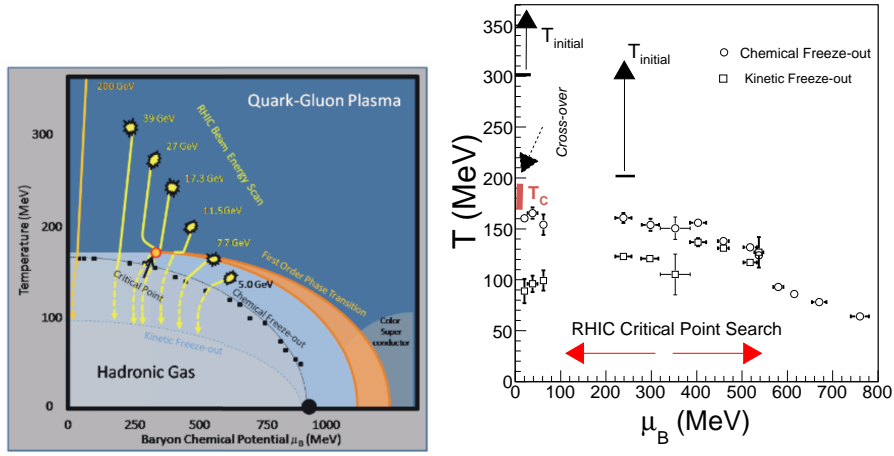 200 GeV
Quark-Gluon Plasma
39 GeV
RHIC Beam Energy Scan
27 GeV
17.3 GeV
11.5GeV
7.7 GeV
5.0 GeV
Critical Point
Chemical Freeze-out
First Order Phase Transition
Color
Super
conductor
Kinetic Freeze-out
Hadronic Gas
Temperature (MeV)
300
200
100
0
0
250
500
750
1000
Baryon Chemical Potential μB (MeV)
T initial
T initial
Chemical Freeze-out
Kinetic Freeze-out
Cross-over
TC
RHIC Critical Point Search
T (MeV)
350
300
250
200
150
100
50
0
0 100 200 300 400 500 600 700 800
μB (MeV)